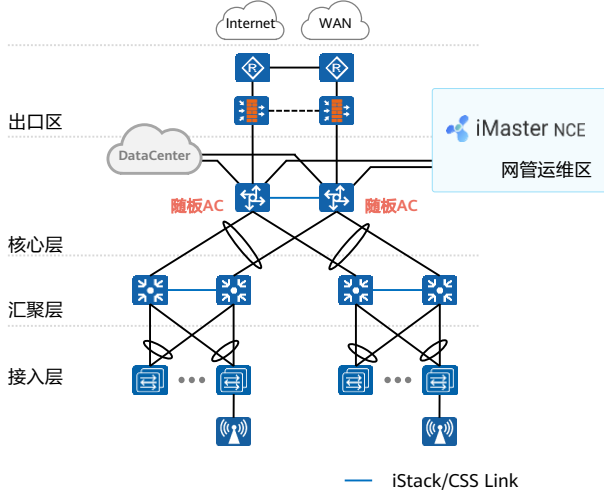 Internet
WAN
R
R
出口区
DataCenter
iMaster NCE
网管运维区
随板AC
随板AC
核心层
汇聚层
接入层
iStack/CSS Link